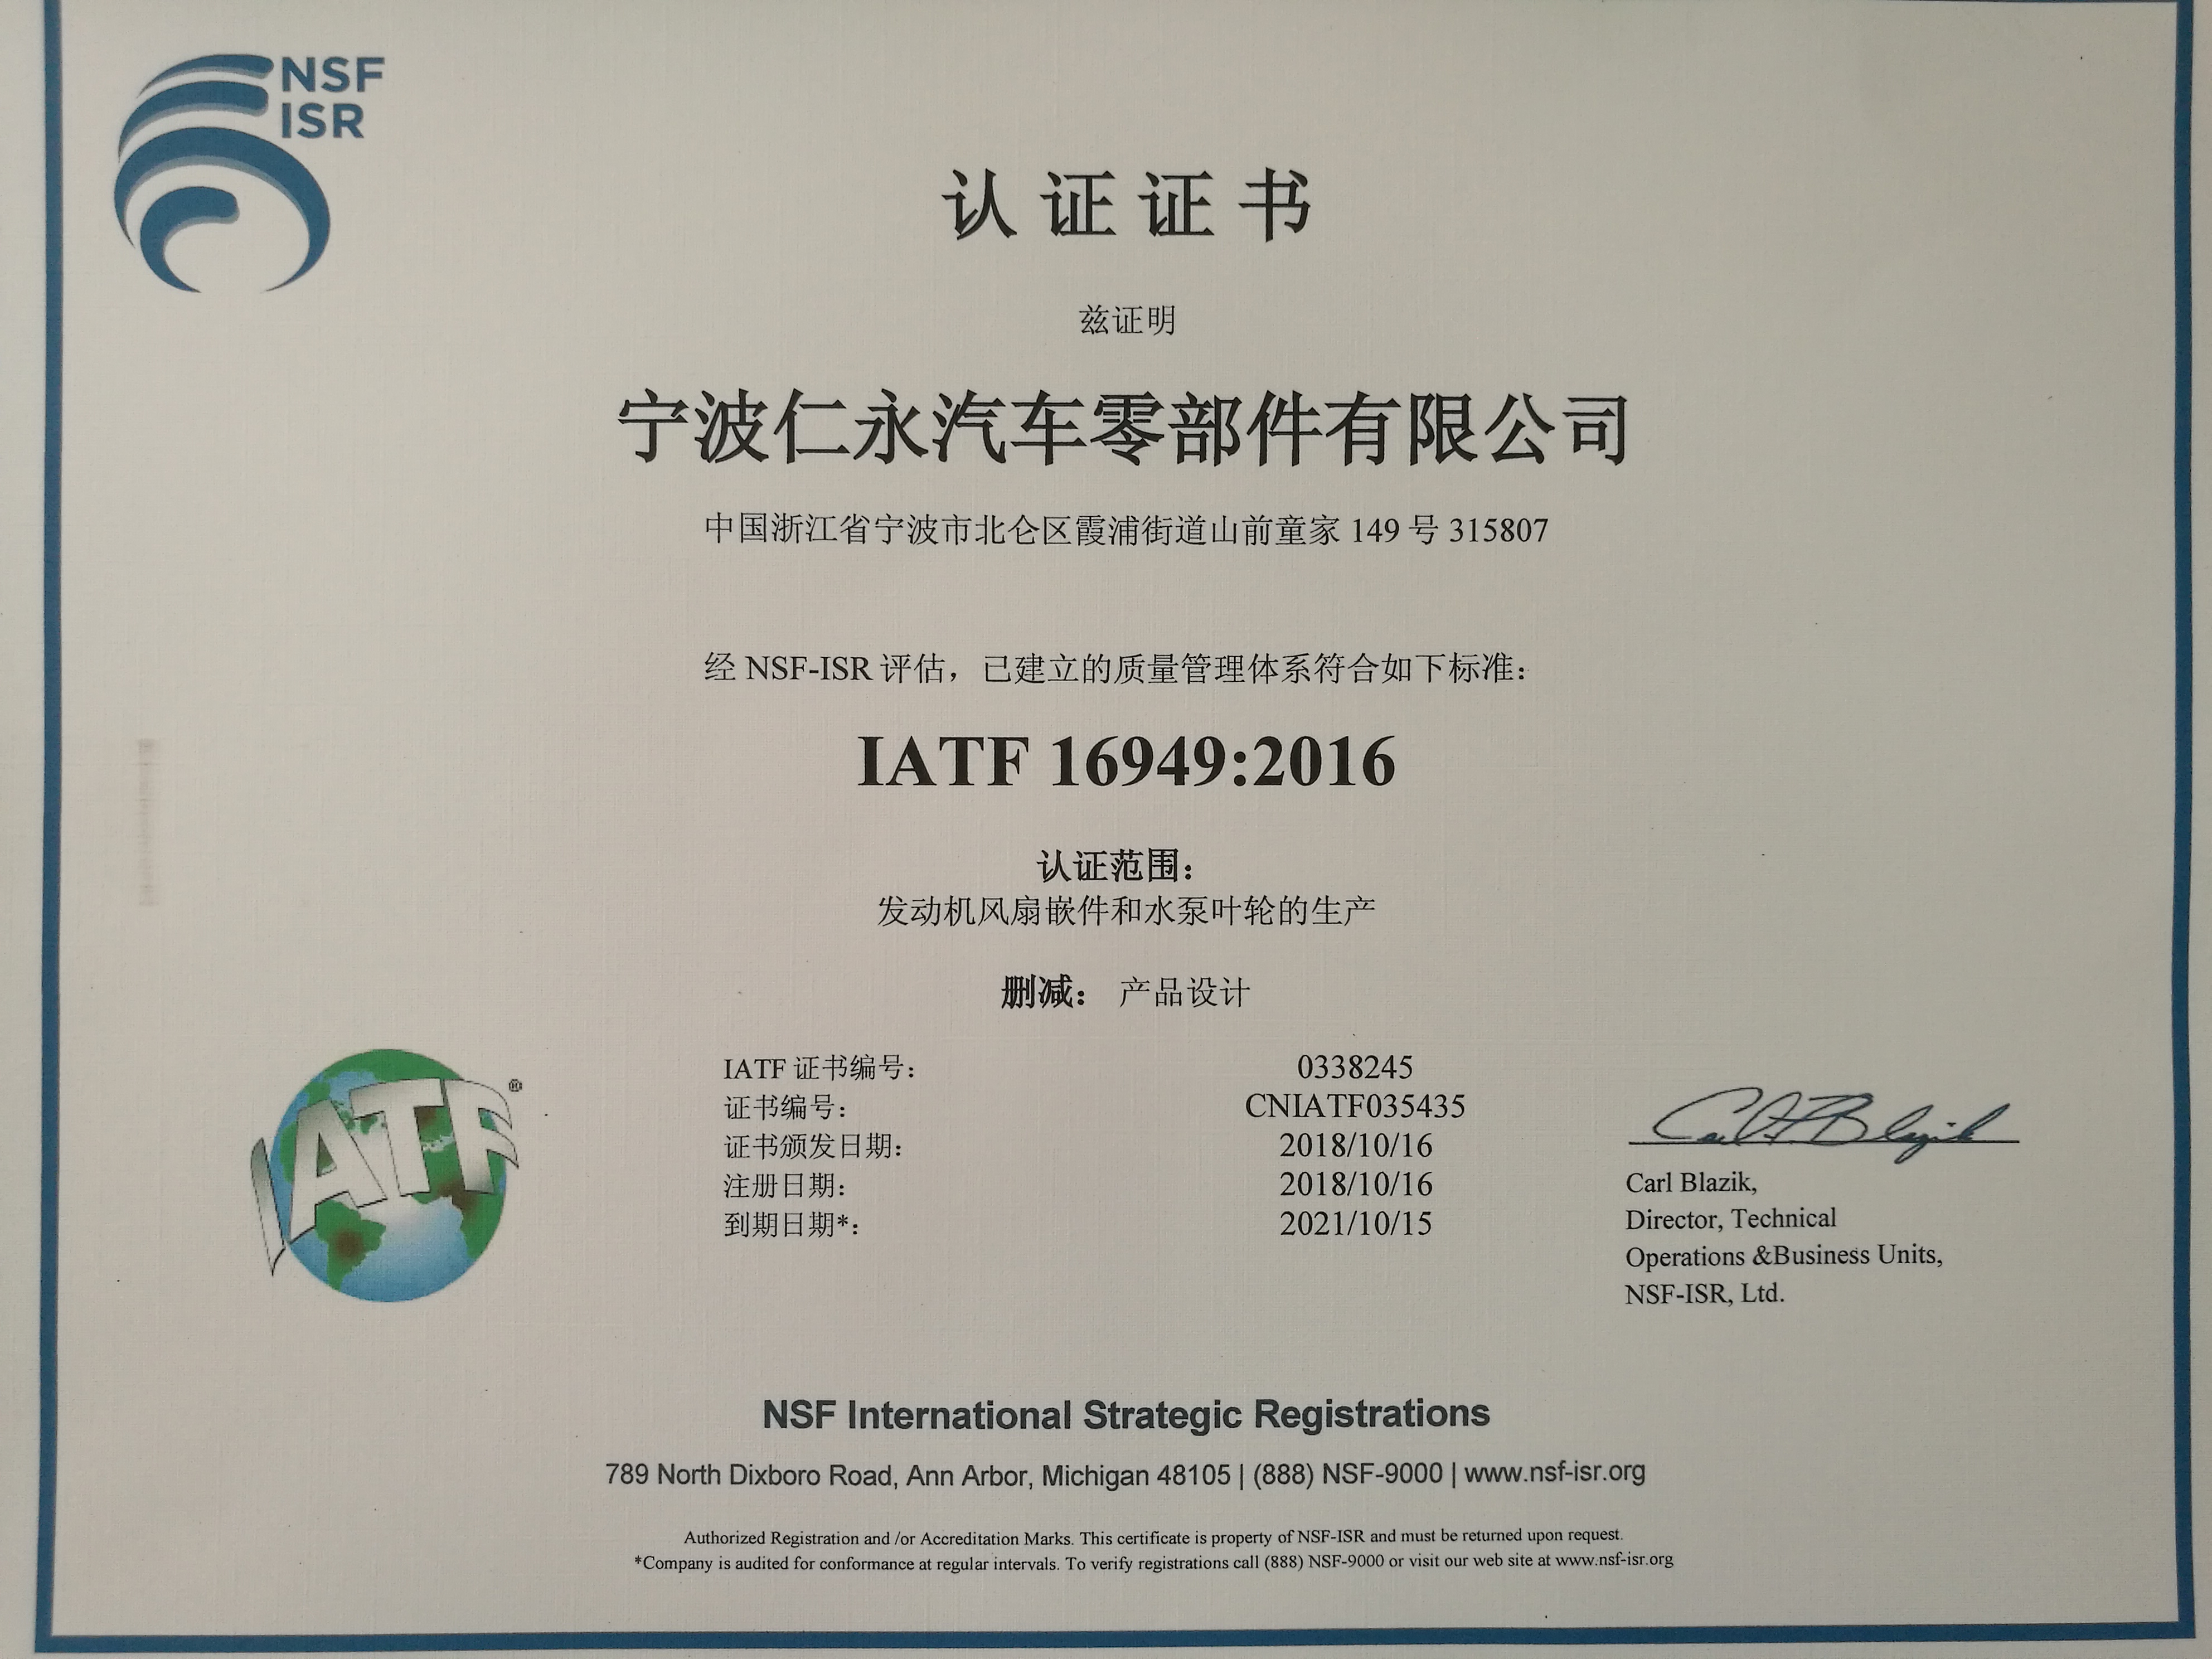 NSF
ISR
认证证书
兹证明
宁波仁永汽车零部件有限公司
中国浙江省宁波市北仑区霞浦街道山前童家 149 号 315807
经 NSF-ISR 评估，已建立的质量管理体系符合如下标准：
IATF 16949:2016
认证范围：
发动机风扇嵌件和水泵叶轮的生产
删减： 产品设计
IATF®
IATF 证书编号： 0338245
证书编号： CNIATF035435
证书颁发日期： 2018/10/16
注册日期： 2018/10/16
到期日期*： 2021/10/15
Carl Blazik
Carl Blazik,
Director, Technical
Operations &Business Units,
NSF-ISR, Ltd.
NSF International Strategic Registrations
789 North Dixboro Road, Ann Arbor, Michigan 48105 | (888) NSF-9000 | www.nsf-isr.org
Authorized Registration and /or Accreditation Marks. This certificate is property of NSF-ISR and must be returned upon request.
*Company is audited for conformance at regular intervals. To verify registrations call (888) NSF-9000 or visit our web site at www.nsf-isr.org